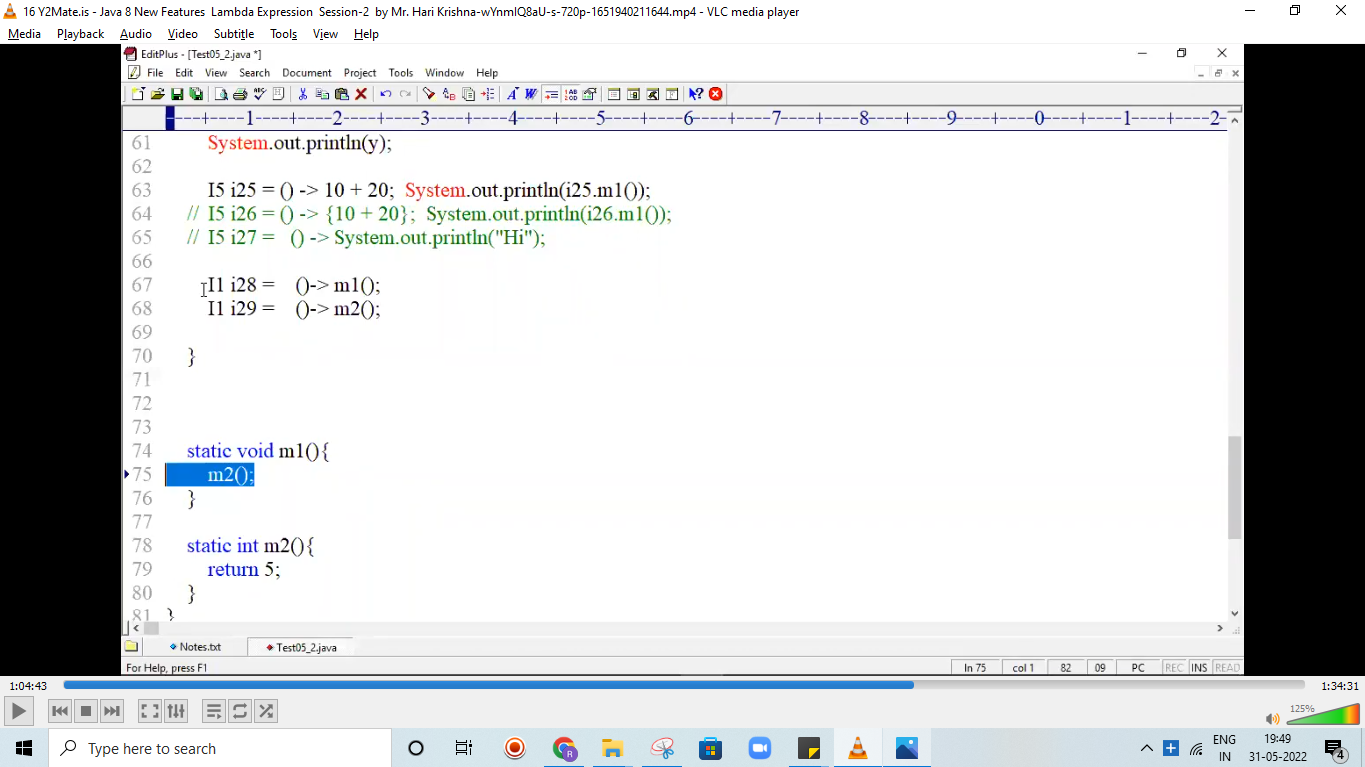 16 Y2Mate.is - Java 8 New Features Lambda Expression Session-2 by Mr. Hari Krishna-wYnmlQ8aU-s-720p-1651940211644.mp4 - VLC media player
Media Playback Audio Video Subtitle Tools View Help
EditPlus - [Test05_2.java *]
File Edit View Search Document Project Tools Window Help
----+----1----+----2----+----3----+----4----+----5----+----6----+----7----+----8----+----9----+----0----+----1----+----2-
61 System.out.println(y);
62
63 I5 i25 = () -> 10 + 20; System.out.println(i25.m1());
64 // I5 i26 = () -> {10 + 20}; System.out.println(i26.m1());
65 // I5 i27 = () -> System.out.println("Hi");
66
67 I1 i28 = ()-> m1();
68 I1 i29 = ()-> m2();
69
70 }
71
72
73
74 static void m1(){
75 m2();
76 }
77
78 static int m2(){
79 return 5;
80 }
81 }
Notes.txt Test05_2.java
For Help, press F1 ln 75 col 1 82 09 PC REC INS READ
1:04:43 1:34:31
125%
Type here to search
ENG 19:49
IN 31-05-2022 4